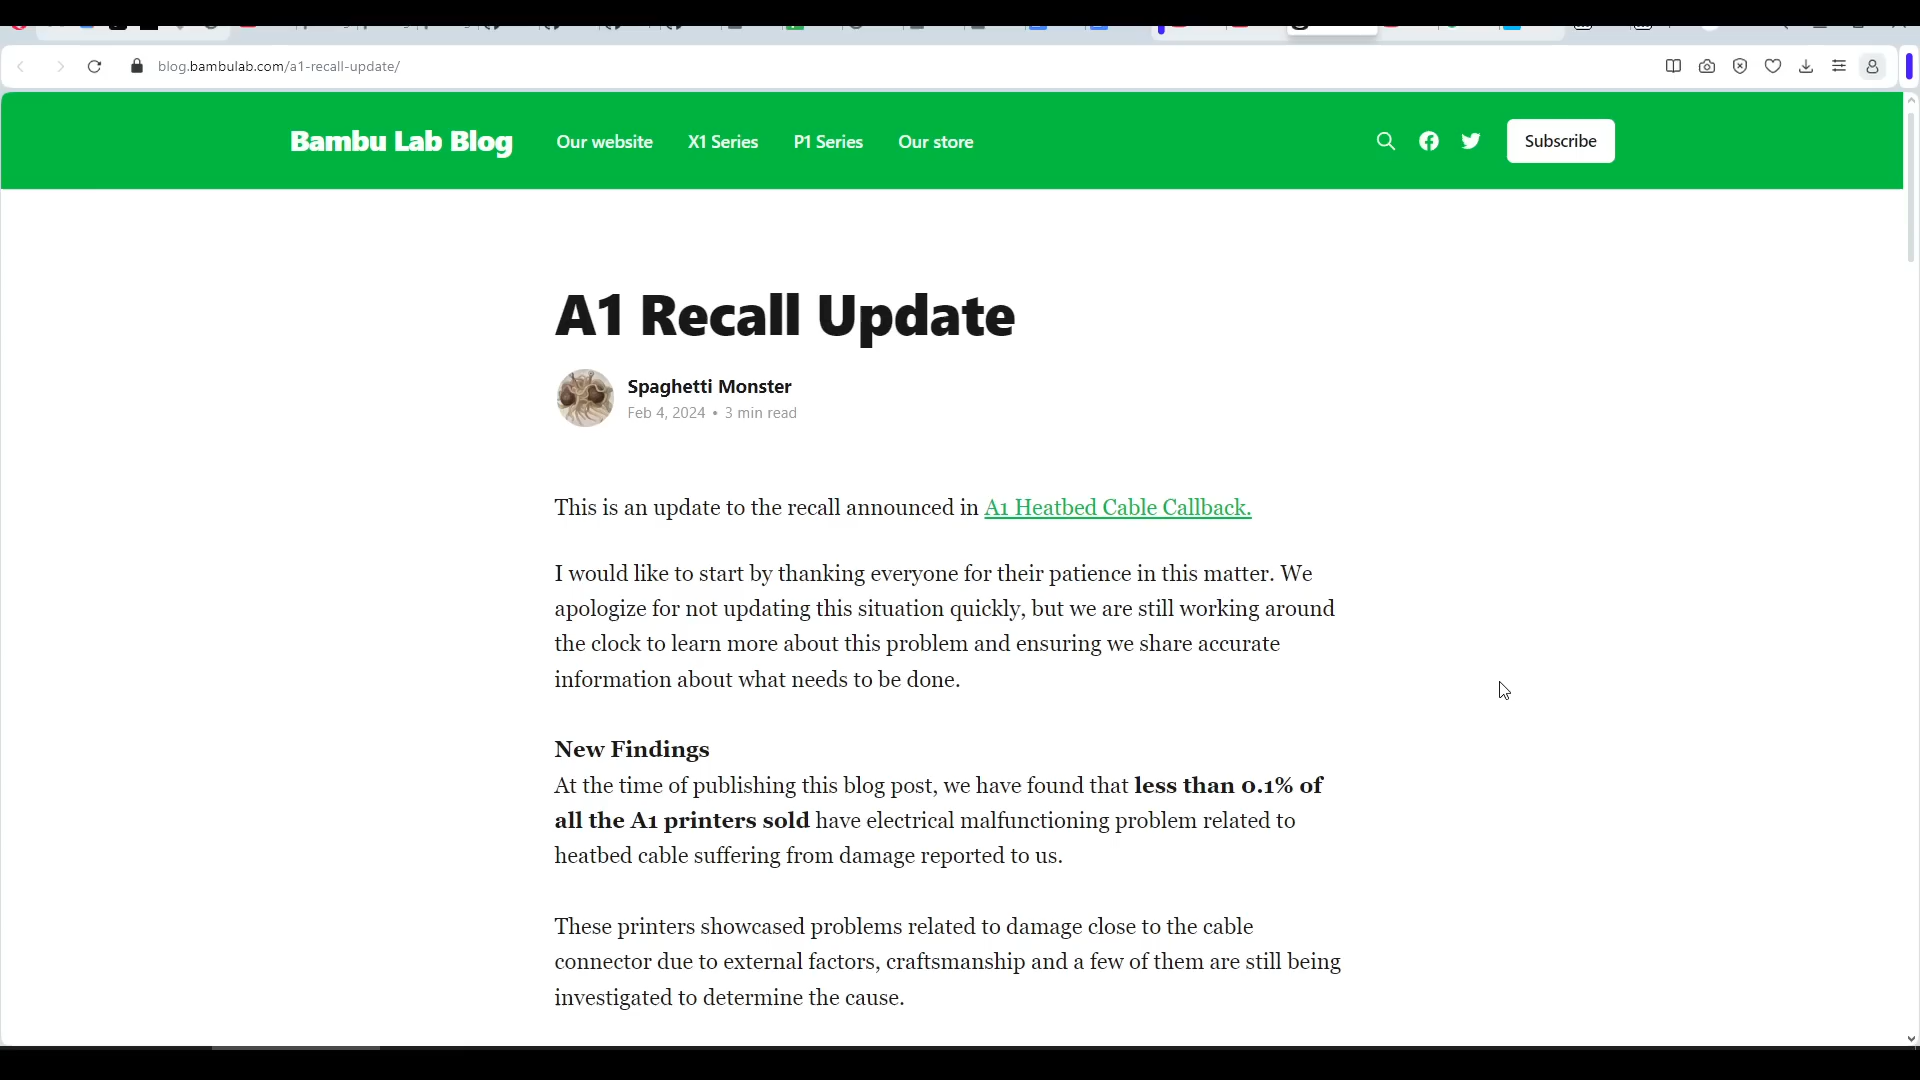 blog.bambulab.com/a1-recall-update/
Bambu Lab Blog Our website X1 Series P1 Series Our store Subscribe
A1 Recall Update
Spaghetti Monster
Feb 4, 2024 • 3 min read
This is an update to the recall announced in A1 Heatbed Cable Callback.
I would like to start by thanking everyone for their patience in this matter. We
apologize for not updating this situation quickly, but we are still working around
the clock to learn more about this problem and ensuring we share accurate
information about what needs to be done.
New Findings
At the time of publishing this blog post, we have found that less than 0.1% of
all the A1 printers sold have electrical malfunctioning problem related to
heatbed cable suffering from damage reported to us.
These printers showcased problems related to damage close to the cable
connector due to external factors, craftsmanship and a few of them are still being
investigated to determine the cause.